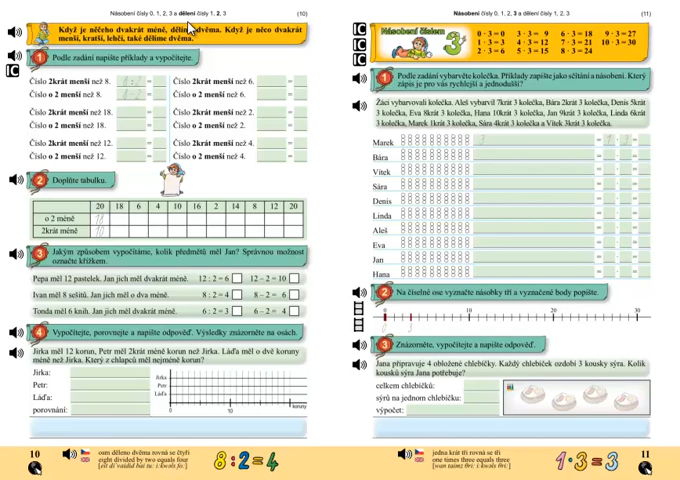 Násobení čísly 0, 1, 2, 3 a dělení čísly 1, 2, 3
(10)
Když je něčeho dvakrát méně, dělíme dvěma. Když je něco dvakrát
menší, kratší, lehčí, také dělíme dvěma.
1 Podle zadání napište příklady a vypočítejte.
Číslo 2krát menší než 8. 8 : 2 =
Číslo 2krát menší než 6. =
Číslo o 2 menší než 8. 8 - 2 =
Číslo o 2 menší než 6. =
Číslo 2krát menší než 18. =
Číslo 2krát menší než 2. =
Číslo o 2 menší než 18. =
Číslo o 2 menší než 2. =
Číslo 2krát menší než 12. =
Číslo 2krát menší než 4. =
Číslo o 2 menší než 12. =
Číslo o 2 menší než 4. =
2 Doplňte tabulku.
20 18 6 4 10 16 2 14 8 12 20
o 2 méně 18
2krát méně 10
3 Jakým způsobem vypočítáme, kolik předmětů měl Jan? Správnou možnost
označte křížkem.
Pepa měl 12 pastelek. Jan jich měl dvakrát méně. 12 : 2 = 6 12 – 2 = 10
Ivan měl 8 sešitů. Jan jich měl o dva méně. 8 : 2 = 4 8 – 2 = 6
Tonda měl 6 knih. Jan jich měl dvakrát méně. 6 : 2 = 3 6 – 2 = 4
4 Vypočítejte, porovnejte a napište odpověď. Výsledky znázorněte na osách.
Jirka měl 12 korun, Petr měl 2krát méně korun než Jirka. Láďa měl o dvě koruny
méně než Jirka. Který z chlapců měl nejméně korun?
Jirka:
Petr:
Láďa:
porovnání:
Jirka
Petr
Láďa
0 10 koruny
10
osm děleno dvěma rovná se čtyři
eight divided by two equals four
8:2=4
Násobení čísly 0, 1, 2, 3 a dělení čísly 1, 2, 3
(11)
Násobení číslem 3
0 · 3 = 0 3 · 3 = 9 6 · 3 = 18 9 · 3 = 27
1 · 3 = 3 4 · 3 = 12 7 · 3 = 21 10 · 3 = 30
2 · 3 = 6 5 · 3 = 15 8 · 3 = 24
1 Podle zadání vybarvěte kolečka. Příklady zapište jako sčítání a násobení. Který
zápis je pro vás rychlejší a jednodušší?
Žáci vybarvovali kolečka. Aleš vybarvil 7krát 3 kolečka, Bára 2krát 3 kolečka, Denis 5krát
3 kolečka, Eva 8krát 3 kolečka, Hana 10krát 3 kolečka, Jan 9krát 3 kolečka, Linda 6krát
3 kolečka, Marek 1krát 3 kolečka, Sára 4krát 3 kolečka a Vítek 3krát 3 kolečka.
Marek 3 = 1 · 3 =
Bára = · =
Vítek = · =
Sára = · =
Denis = · =
Linda = · =
Aleš = · =
Eva = · =
Jan = · =
Hana = · =
2 Na číselné ose vyznačte násobky tří a vyznačené body popište.
0 10 20 30
0 3
3 Znázorněte, vypočítejte a napište odpověď.
Jana připravuje 4 obložené chlebíčky. Každý chlebíček ozdobí 3 kousky sýra. Kolik
kousků sýra Jana potřebuje?
celkem chlebíčků:
sýrů na jednom chlebíčku:
výpočet:
jedna krát tři rovná se tři
one times three equals three
1·3=3
11